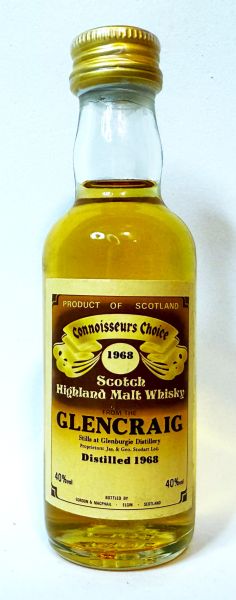 PRODUCT OF SCOTLAND
Connoisseurs Choice
1968
Scotch
Highland Malt Whisky
FROM THE
GLENCRAIG
Stills at Glenburgie Distillery
Proprietors: Jas. & Geo. Stodart Ltd.
Distilled 1968
40%vol 40%vol
BOTTLED BY
GORDON & MACPHAIL · ELGIN · SCOTLAND